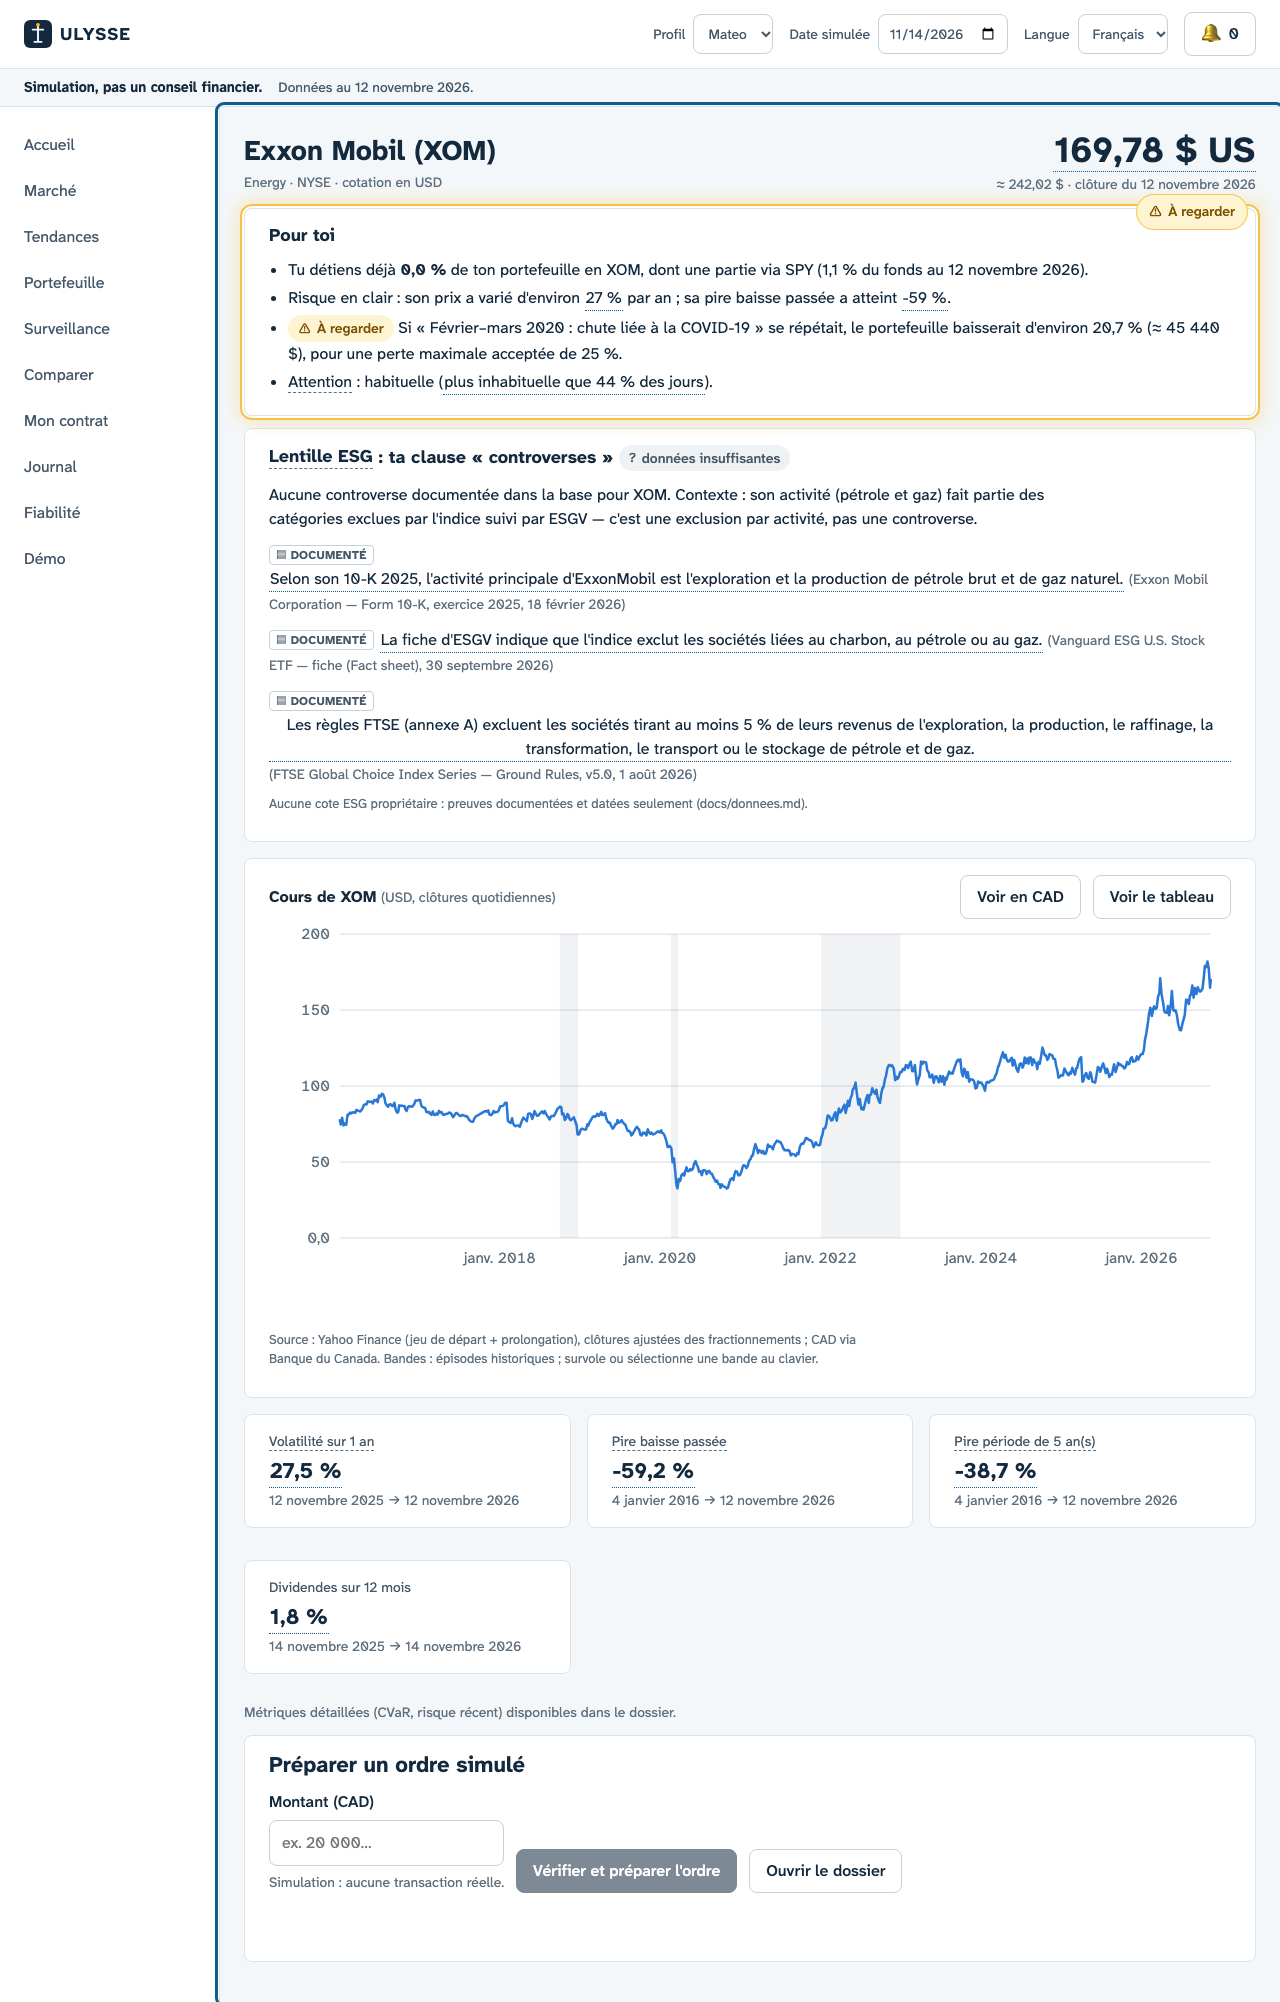 ULYSSE
Profil Mateo Date simulée 11/14/2026 Langue Français 0
Simulation, pas un conseil financier. Données au 12 novembre 2026.
Accueil
Marché
Tendances
Portefeuille
Surveillance
Comparer
Mon contrat
Journal
Fiabilité
Démo
Exxon Mobil (XOM)
169,78 $ US
Energy · NYSE · cotation en USD
≈ 242,02 $ · clôture du 12 novembre 2026
⚠ À regarder
Pour toi
• Tu détiens déjà 0,0 % de ton portefeuille en XOM, dont une partie via SPY (1,1 % du fonds au 12 novembre 2026).
• Risque en clair : son prix a varié d'environ 27 % par an ; sa pire baisse passée a atteint -59 %.
• ⚠ À regarder Si « Février–mars 2020 : chute liée à la COVID-19 » se répétait, le portefeuille baisserait d'environ 20,7 % (≈ 45 440
$), pour une perte maximale acceptée de 25 %.
• Attention : habituelle (plus inhabituelle que 44 % des jours).
Lentille ESG : ta clause « controverses » ? données insuffisantes
Aucune controverse documentée dans la base pour XOM. Contexte : son activité (pétrole et gaz) fait partie des
catégories exclues par l'indice suivi par ESGV — c'est une exclusion par activité, pas une controverse.
DOCUMENTÉ
Selon son 10-K 2025, l'activité principale d'ExxonMobil est l'exploration et la production de pétrole brut et de gaz naturel. (Exxon Mobil
Corporation — Form 10-K, exercice 2025, 18 février 2026)
DOCUMENTÉ La fiche d'ESGV indique que l'indice exclut les sociétés liées au charbon, au pétrole ou au gaz. (Vanguard ESG U.S. Stock
ETF — fiche (Fact sheet), 30 septembre 2026)
DOCUMENTÉ
Les règles FTSE (annexe A) excluent les sociétés tirant au moins 5 % de leurs revenus de l'exploration, la production, le raffinage, la
transformation, le transport ou le stockage de pétrole et de gaz.
(FTSE Global Choice Index Series — Ground Rules, v5.0, 1 août 2026)
Aucune cote ESG propriétaire : preuves documentées et datées seulement (docs/donnees.md).
Cours de XOM (USD, clôtures quotidiennes)
Voir en CAD
Voir le tableau
200
150
100
50
0,0
janv. 2018 janv. 2020 janv. 2022 janv. 2024 janv. 2026
Source : Yahoo Finance (jeu de départ + prolongation), clôtures ajustées des fractionnements ; CAD via
Banque du Canada. Bandes : épisodes historiques ; survole ou sélectionne une bande au clavier.
Volatilité sur 1 an
27,5 %
12 novembre 2025 → 12 novembre 2026
Pire baisse passée
-59,2 %
4 janvier 2016 → 12 novembre 2026
Pire période de 5 an(s)
-38,7 %
4 janvier 2016 → 12 novembre 2026
Dividendes sur 12 mois
1,8 %
14 novembre 2025 → 14 novembre 2026
Métriques détaillées (CVaR, risque récent) disponibles dans le dossier.
Préparer un ordre simulé
Montant (CAD)
ex. 20 000…
Simulation : aucune transaction réelle.
Vérifier et préparer l'ordre
Ouvrir le dossier